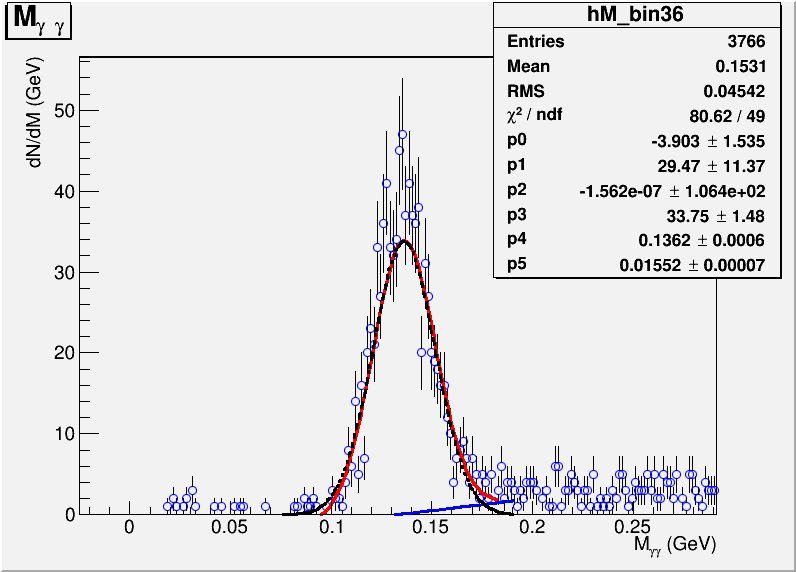 M γ γ
hM_bin36
Entries 3766
Mean 0.1531
RMS 0.04542
χ² / ndf 80.62 / 49
p0 -3.903 ± 1.535
p1 29.47 ± 11.37
p2 -1.562e-07 ± 1.064e+02
p3 33.75 ± 1.48
p4 0.1362 ± 0.0006
p5 0.01552 ± 0.00007
dN/dM (GeV)
50
40
30
20
10
0
0 0.05 0.1 0.15 0.2 0.25
Mγγ (GeV)